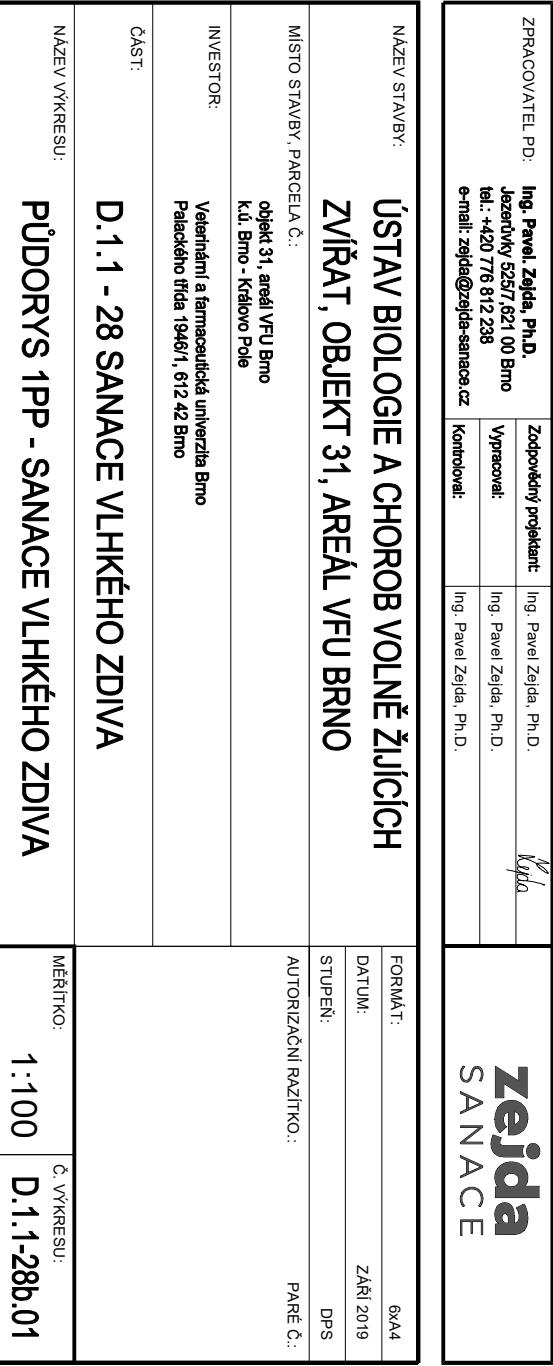 ZPRACOVATEL PD:
Ing. Pavel. Zejda, Ph.D.
Jezerůvky 525/7,621 00 Brno
tel.: +420 776 812 238
e-mail: zejda@zejda-sanace.cz
Zodpovědný projektant: Ing. Pavel Zejda, Ph.D.
Zejda
Vypracoval: Ing. Pavel Zejda, Ph.D.
Kontroloval: Ing. Pavel Zejda, Ph.D.
zejda
SANACE
NÁZEV STAVBY:
ÚSTAV BIOLOGIE A CHOROB VOLNĚ ŽIJÍCÍCH
ZVÍŘAT, OBJEKT 31, AREÁL VFU BRNO
MÍSTO STAVBY, PARCELA Č.:
objekt 31, areál VFU Brno
k.ú. Brno - Královo Pole
INVESTOR:
Veterinární a farmaceutická univerzita Brno
Palackého třída 1946/1, 612 42 Brno
ČÁST:
D.1.1 - 28 SANACE VLHKÉHO ZDIVA
NÁZEV VÝKRESU:
PŮDORYS 1PP - SANACE VLHKÉHO ZDIVA
FORMÁT: 6xA4
DATUM: ZÁŘÍ 2019
STUPEŇ: DPS
AUTORIZAČNÍ RAZÍTKO.: PARÉ Č.:
MĚŘÍTKO:
1:100
Č. VÝKRESU:
D.1.1-28b.01